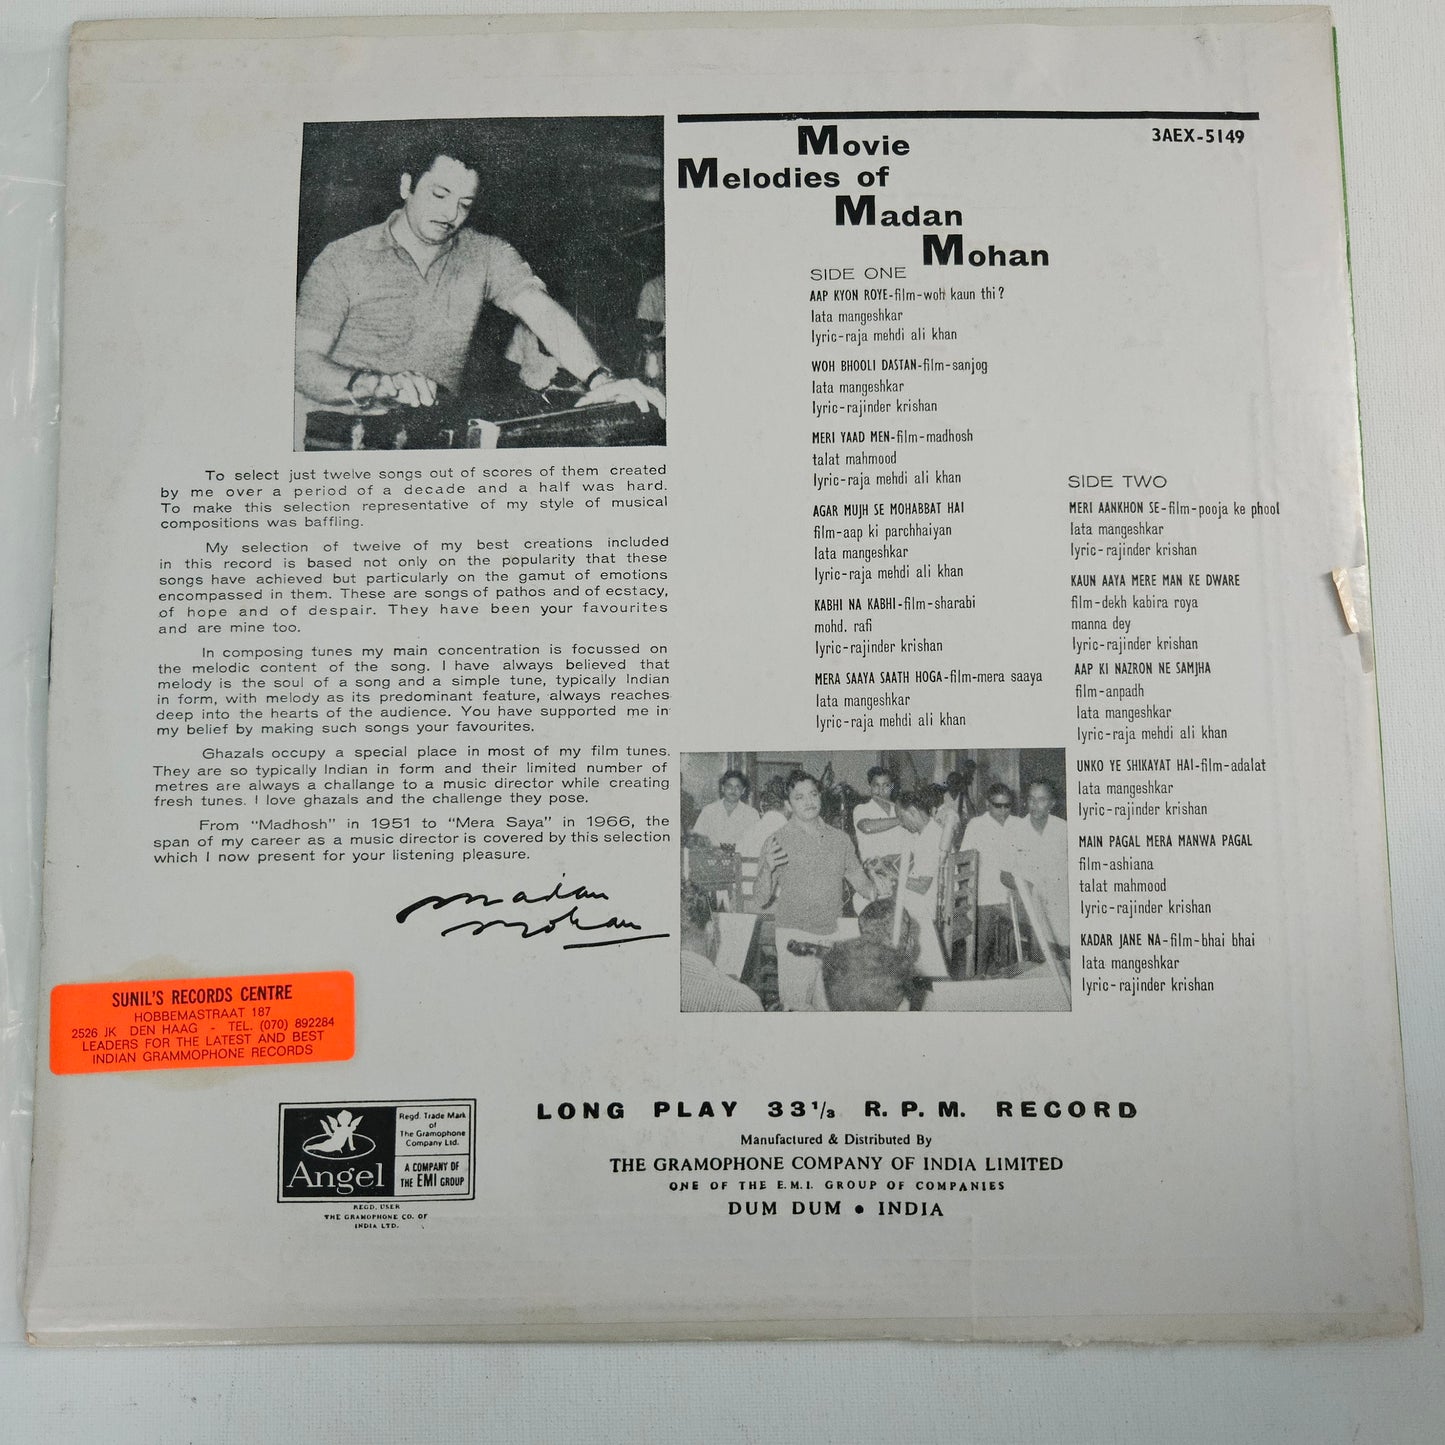 3AEX-5149
Movie
Melodies of
Madan
Mohan
SIDE ONE
AAP KYON ROYE-film-woh kaun thi?
lata mangeshkar
lyric-raja mehdi ali khan
WOH BHOOLI DASTAN-film-sanjog
lata mangeshkar
lyric-rajinder krishan
MERI YAAD MEN-film-madhosh
talat mahmood
lyric-raja mehdi ali khan
AGAR MUJH SE MOHABBAT HAI
film-aap ki parchhaiyan
lata mangeshkar
lyric-raja mehdi ali khan
KABHI NA KABHI-film-sharabi
mohd. rafi
lyric-rajinder krishan
MERA SAAYA SAATH HOGA-film-mera saaya
lata mangeshkar
lyric-raja mehdi ali khan
SIDE TWO
MERI AANKHON SE-film-pooja ke phool
lata mangeshkar
lyric-rajinder krishan
KAUN AAYA MERE MAN KE DWARE
film-dekh kabira roya
manna dey
lyric-rajinder krishan
AAP KI NAZRON NE SAMJHA
film-anpadh
lata mangeshkar
lyric-raja mehdi ali khan
UNKO YE SHIKAYAT HAI-film-adalat
lata mangeshkar
lyric-rajinder krishan
MAIN PAGAL MERA MANWA PAGAL
film-ashiana
talat mahmood
lyric-rajinder krishan
KADAR JANE NA-film-bhai bhai
lata mangeshkar
lyric-rajinder krishan
To select just twelve songs out of scores of them created
by me over a period of a decade and a half was hard.
To make this selection representative of my style of musical
compositions was baffling.
My selection of twelve of my best creations included
in this record is based not only on the popularity that these
songs have achieved but particularly on the gamut of emotions
encompassed in them. These are songs of pathos and of ecstacy,
of hope and of despair. They have been your favourites
and are mine too.
In composing tunes my main concentration is focussed on
the melodic content of the song. I have always believed that
melody is the soul of a song and a simple tune, typically Indian
in form, with melody as its predominant feature, always reaches
deep into the hearts of the audience. You have supported me in
my belief by making such songs your favourites.
Ghazals occupy a special place in most of my film tunes.
They are so typically Indian in form and their limited number of
metres are always a challange to a music director while creating
fresh tunes. I love ghazals and the challenge they pose.
From "Madhosh" in 1951 to "Mera Saya" in 1966, the
span of my career as a music director is covered by this selection
which I now present for your listening pleasure.
madan
mohan
SUNIL'S RECORDS CENTRE
HOBBEMASTRAAT 187
2526 JK DEN HAAG - TEL. (070) 892284
LEADERS FOR THE LATEST AND BEST
INDIAN GRAMMOPHONE RECORDS
Angel
Regd. Trade Mark
of
The Gramophone
Company Ltd.
A COMPANY OF
THE EMI GROUP
REGD. USER
THE GRAMOPHONE CO. OF
INDIA LTD.
LONG PLAY 33 1/3 R. P. M. RECORD
Manufactured & Distributed By
THE GRAMOPHONE COMPANY OF INDIA LIMITED
ONE OF THE E.M.I. GROUP OF COMPANIES
DUM DUM • INDIA